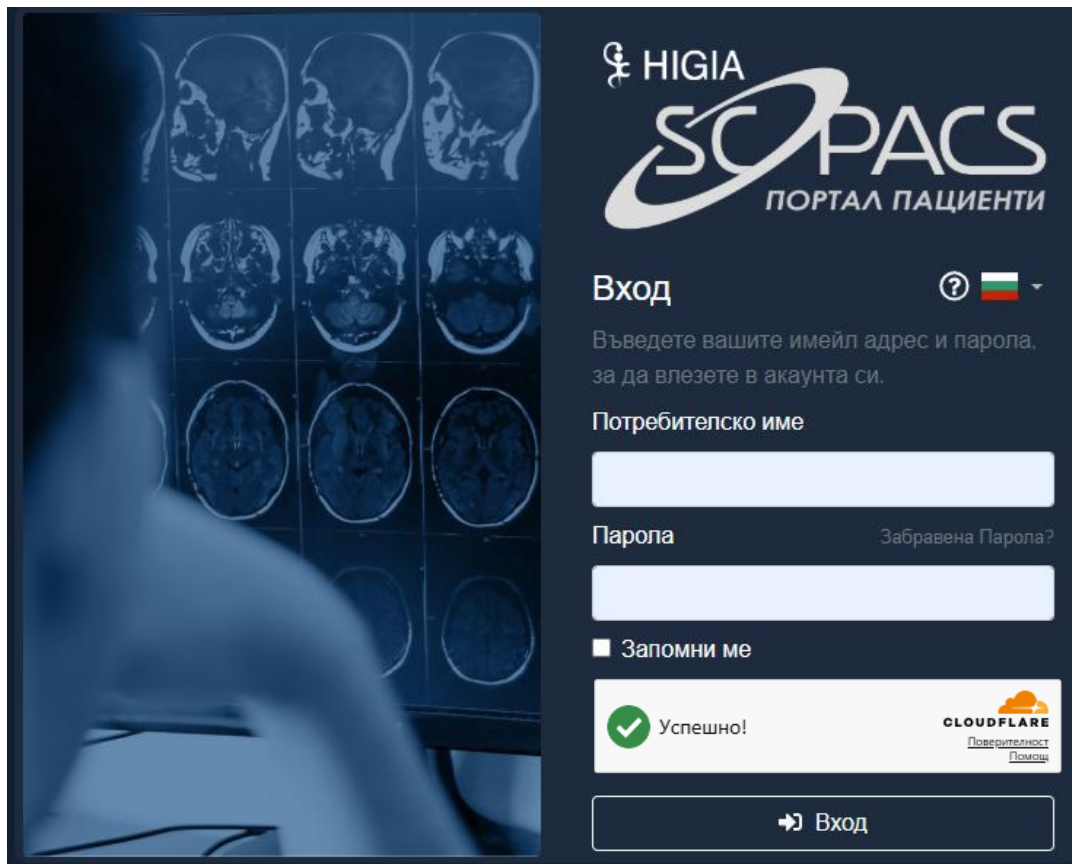 HIGIA
SCOPACS
ПОРТАЛ ПАЦИЕНТИ
Вход
Въведете вашите имейл адрес и парола,
за да влезете в акаунта си.
Потребителско име
Парола
Забравена Парола?
Запомни ме
Успешно!
CLOUDFLARE
Поверителност
Помощ
Вход